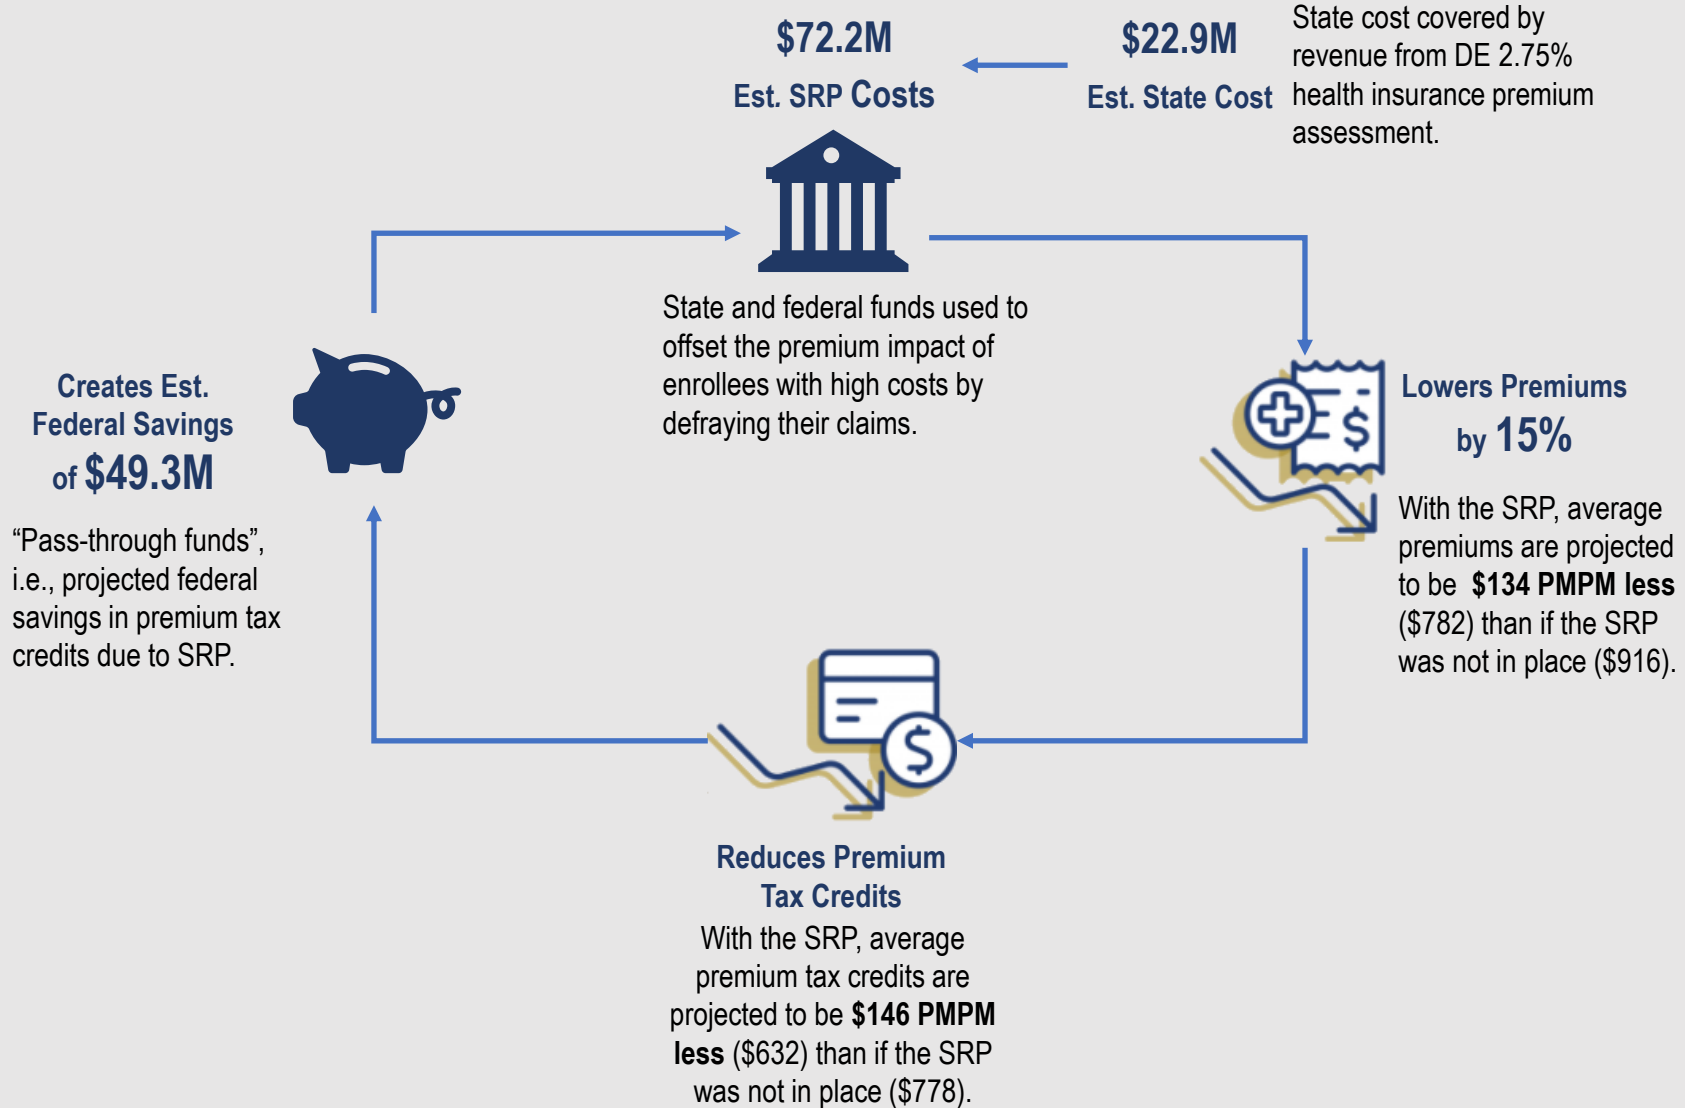 $72.2M
Est. SRP Costs
$22.9M
Est. State Cost
State cost covered by
revenue from DE 2.75%
health insurance premium
assessment.
State and federal funds used to
offset the premium impact of
enrollees with high costs by
defraying their claims.
Lowers Premiums
by 15%
With the SRP, average
premiums are projected
to be $134 PMPM less
($782) than if the SRP
was not in place ($916).
Reduces Premium
Tax Credits
With the SRP, average
premium tax credits are
projected to be $146 PMPM
less ($632) than if the SRP
was not in place ($778).
Creates Est.
Federal Savings
of $49.3M
“Pass-through funds”,
i.e., projected federal
savings in premium tax
credits due to SRP.
$
$